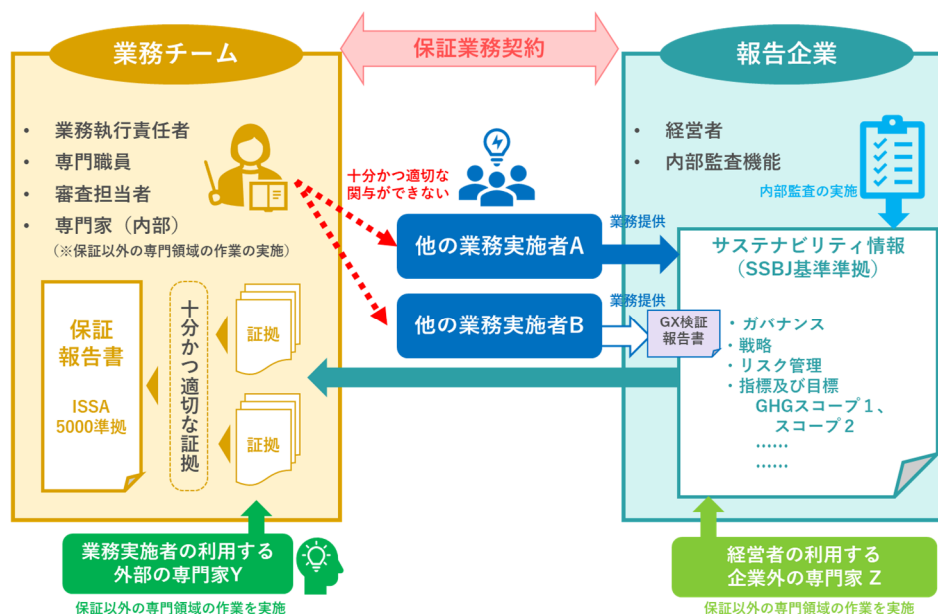 業務チーム
保証業務契約
報告企業
・ 業務執行責任者
・ 専門職員
・ 審査担当者
・ 専門家（内部）
（※保証以外の専門領域の作業の実施）
十分かつ適切な
関与ができない
・ 経営者
・ 内部監査機能
内部監査の実施
他の業務実施者A
業務提供
他の業務実施者B
業務提供
GX検証
報告書
サステナビリティ情報
（SSBJ基準準拠）
・ガバナンス
・戦略
・リスク管理
・指標及び目標
GHGスコープ１、
スコープ２
……
……
保証
報告書
ISSA
5000準拠
十分かつ適切な証拠
証拠
証拠
業務実施者の利用する
外部の専門家Y
保証以外の専門領域の作業を実施
経営者の利用する
企業外の専門家 Z
保証以外の専門領域の作業を実施